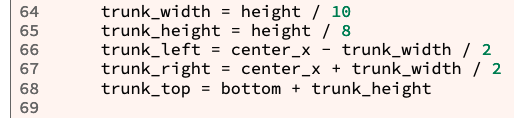 64 trunk_width = height / 10
65 trunk_height = height / 8
66 trunk_left = center_x - trunk_width / 2
67 trunk_right = center_x + trunk_width / 2
68 trunk_top = bottom + trunk_height
69